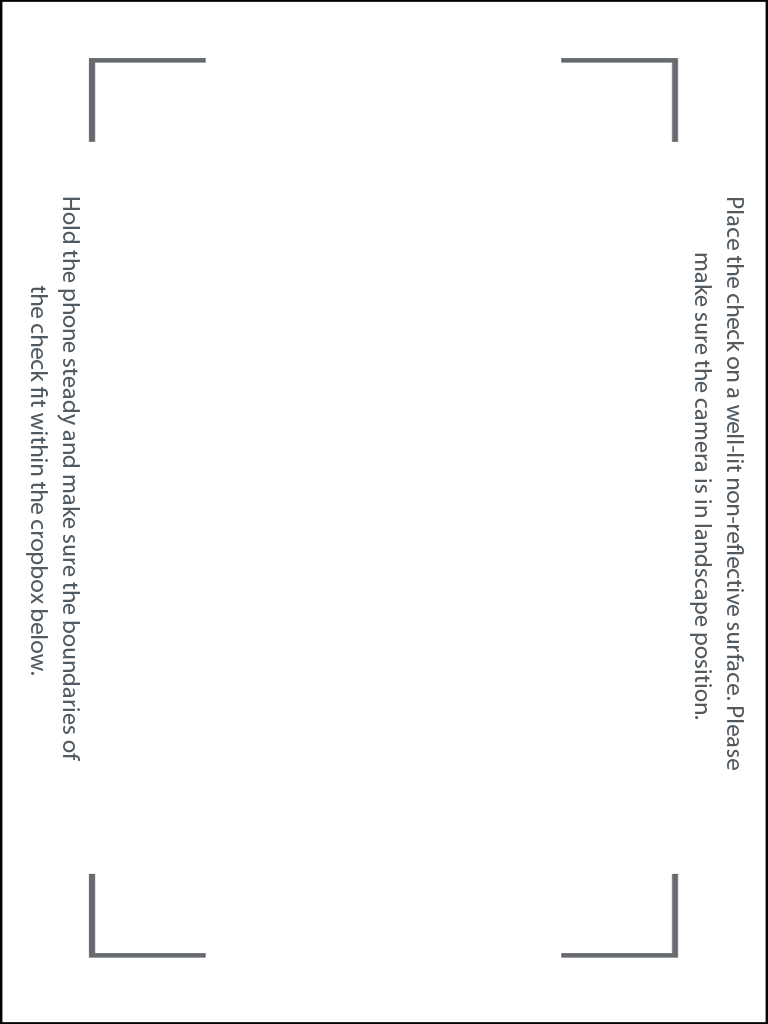 Place the check on a well-lit non-reflective surface. Please
make sure the camera is in landscape position.
Hold the phone steady and make sure the boundaries of
the check fit within the cropbox below.